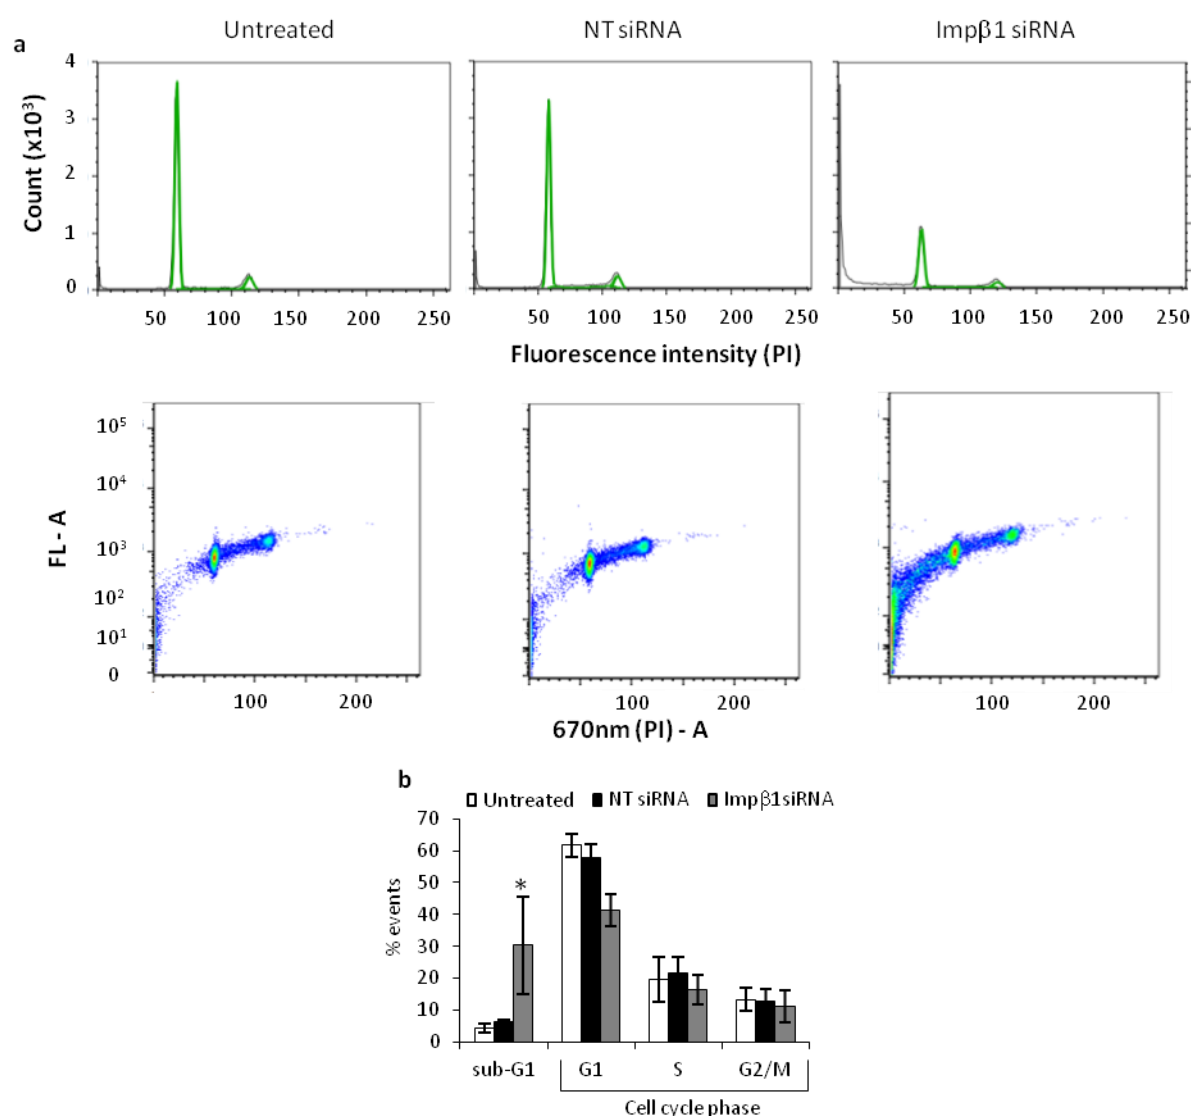 a
Untreated NT siRNA Impβ1 siRNA
Count (x10³)
4
3
2
1
0
50 100 150 200 250 50 100 150 200 250 50 100 150 200 250
Fluorescence intensity (PI)
FL - A
10⁵
10⁴
10³
10²
10¹
0
100 200 100 200 100 200
670nm (PI) - A
b
Untreated NT siRNA Impβ1siRNA
% events
70
60
50
40
30
20
10
0
*
sub-G1 G1 S G2/M
Cell cycle phase